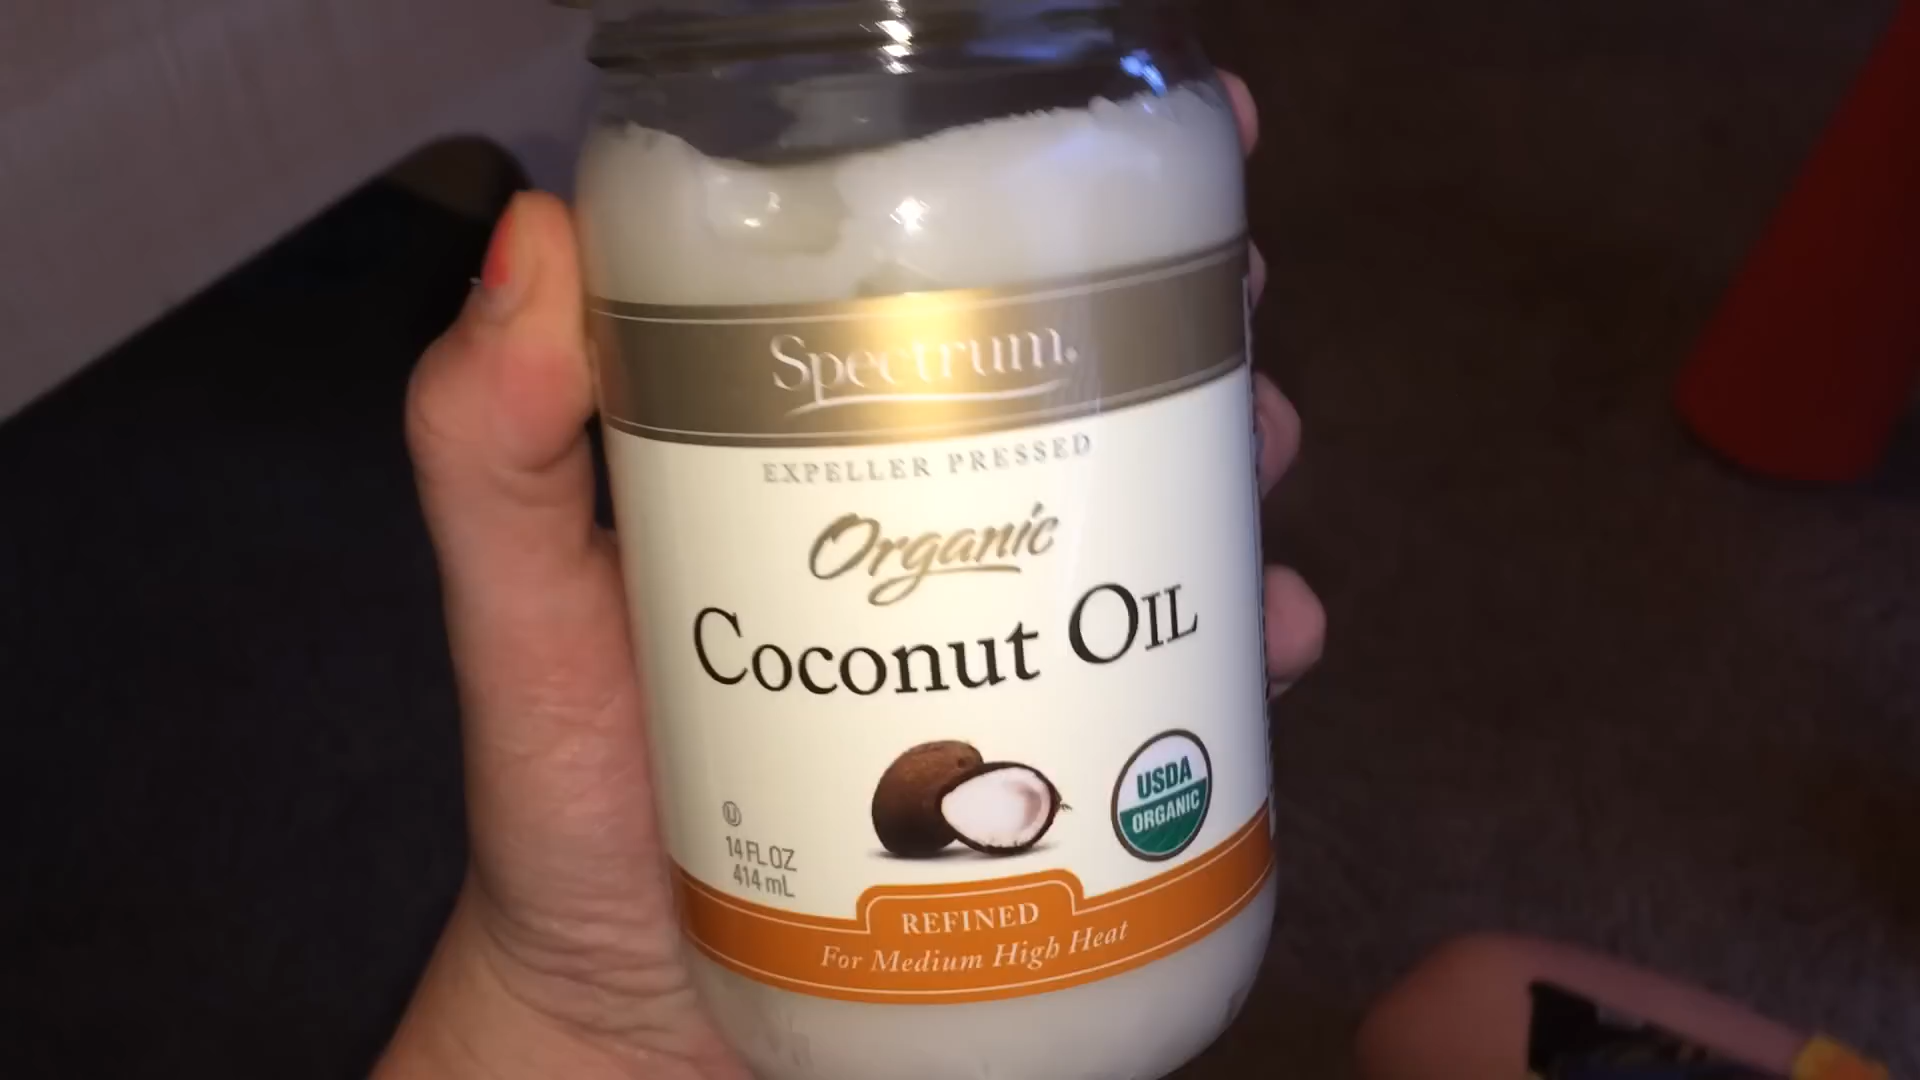 Spectrum.
EXPELLER PRESSED
Organic
COCONUT OIL
USDA
ORGANIC
U
14 FL OZ
414 mL
REFINED
For Medium High Heat